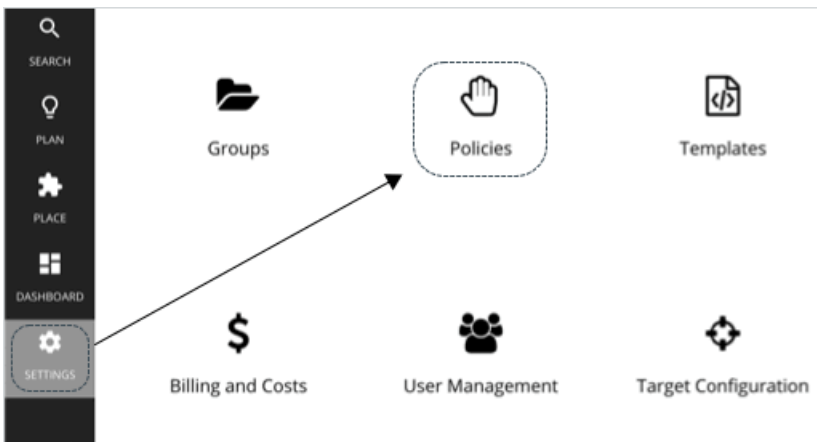 SEARCH
PLAN
PLACE
DASHBOARD
SETTINGS
Groups
Policies
Templates
Billing and Costs
User Management
Target Configuration